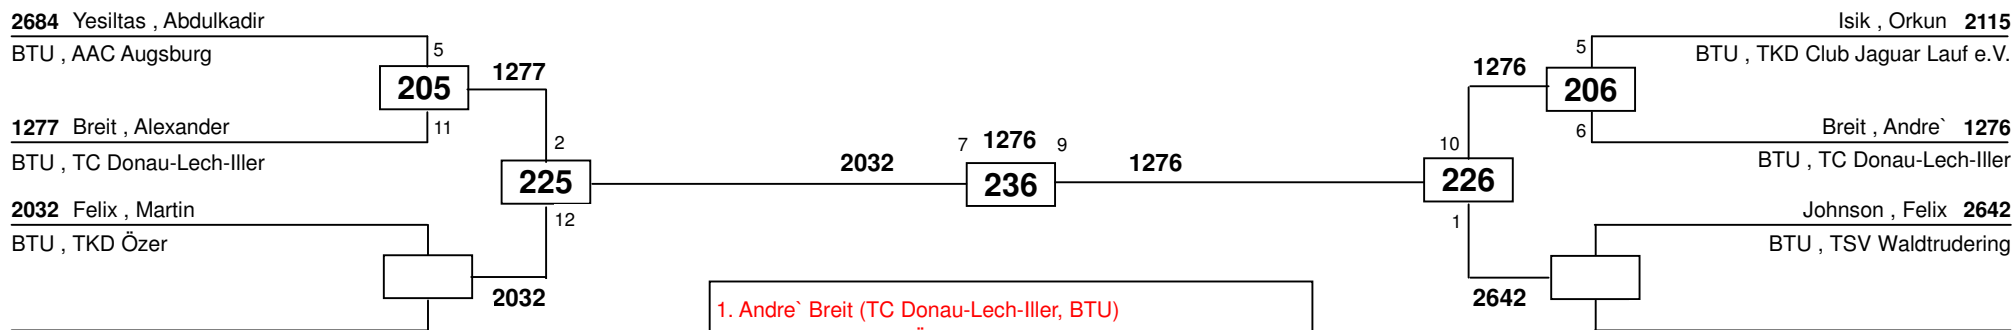 2684 Yesiltas , Abdulkadir
BTU , AAC Augsburg
5
205
1277
11
1277 Breit , Alexander
BTU , TC Donau-Lech-Iller
2
225
12
2032 Felix , Martin
BTU , TKD Özer
2032
2032
7 1276 9
236
1276
Isik , Orkun 2115
BTU , TKD Club Jaguar Lauf e.V.
5
1276
206
6
Breit , Andre` 1276
BTU , TC Donau-Lech-Iller
10
226
1
Johnson , Felix 2642
BTU , TSV Waldtrudering
2642
1. Andre` Breit (TC Donau-Lech-Iller, BTU)